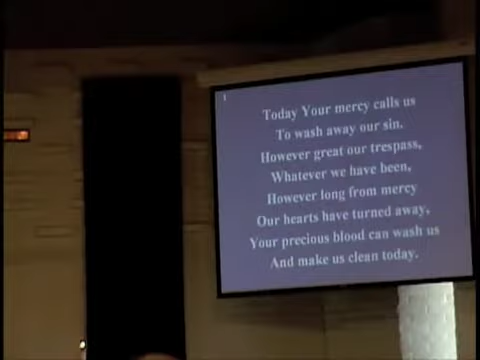 1
Today Your mercy calls us
To wash away our sin.
However great our trespass,
Whatever we have been,
However long from mercy
Our hearts have turned away,
Your precious blood can wash us
And make us clean today.